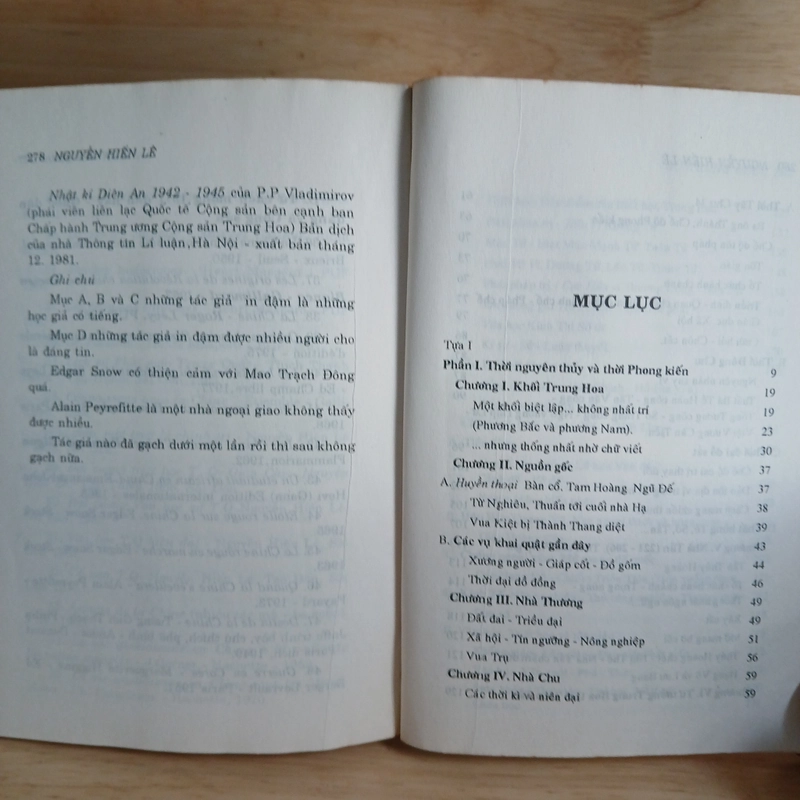 278 NGUYỄN HIẾN LÊ
Nhật kí Diên An 1942 - 1945 của P.P Vladimirov
(phái viên liên lạc Quốc tế Cộng sản bên cạnh ban
Chấp hành Trung ương Cộng sản Trung Hoa) Bản dịch
của nhà Thông tin Lí luận, Hà Nội - xuất bản tháng
12. 1981.
Ghi chú
Mục A, B và C những tác giả in đậm là những
học giả có tiếng.
Mục D những tác giả in đậm được nhiều người cho
là đáng tin.
Edgar Snow có thiện cảm với Mao Trạch Đông
quá.
Alain Peyrefitte là một nhà ngoại giao không thấy
được nhiều.
Tác giả nào đã gạch dưới một lần rồi thì sau không
gạch nữa.
MỤC LỤC
Tựa I
Phần I. Thời nguyên thủy và thời Phong kiến 9
Chương I. Khối Trung Hoa 19
Một khối biệt lập... không nhất trí 19
(Phương Bắc và phương Nam). 23
... nhưng thống nhất nhờ chữ viết 30
Chương II. Nguồn gốc 37
A. Huyền thoại Bàn cổ, Tam Hoàng Ngũ Đế 37
Từ Nghiêu, Thuấn tới cuối nhà Hạ 38
Vua Kiệt bị Thành Thang diệt 39
B. Các vụ khai quật gần đây 43
Xương người - Giáp cốt - Đồ gốm 44
Thời đại đồ đồng 46
Chương III. Nhà Thương 49
Đất đai - Triều đại 49
Xã hội - Tín ngưỡng - Nông nghiệp 51
Vua Trụ 56
Chương IV. Nhà Chu 59
Các thời kì và niên đại 59